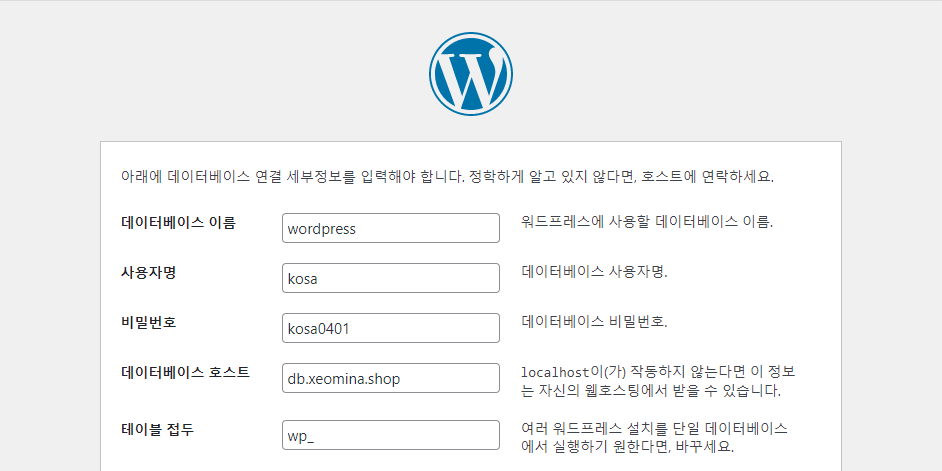 아래에 데이터베이스 연결 세부정보를 입력해야 합니다. 정확하게 알고 있지 않다면, 호스트에 연락하세요.
데이터베이스 이름 wordpress 워드프레스에 사용할 데이터베이스 이름.
사용자명 kosa 데이터베이스 사용자명.
비밀번호 kosa0401 데이터베이스 비밀번호.
데이터베이스 호스트 db.xeomina.shop localhost이(가) 작동하지 않는다면 이 정보
는 자신의 웹호스팅에서 받을 수 있습니다.
테이블 접두 wp_ 여러 워드프레스 설치를 단일 데이터베이스
에서 실행하기 원한다면, 바꾸세요.